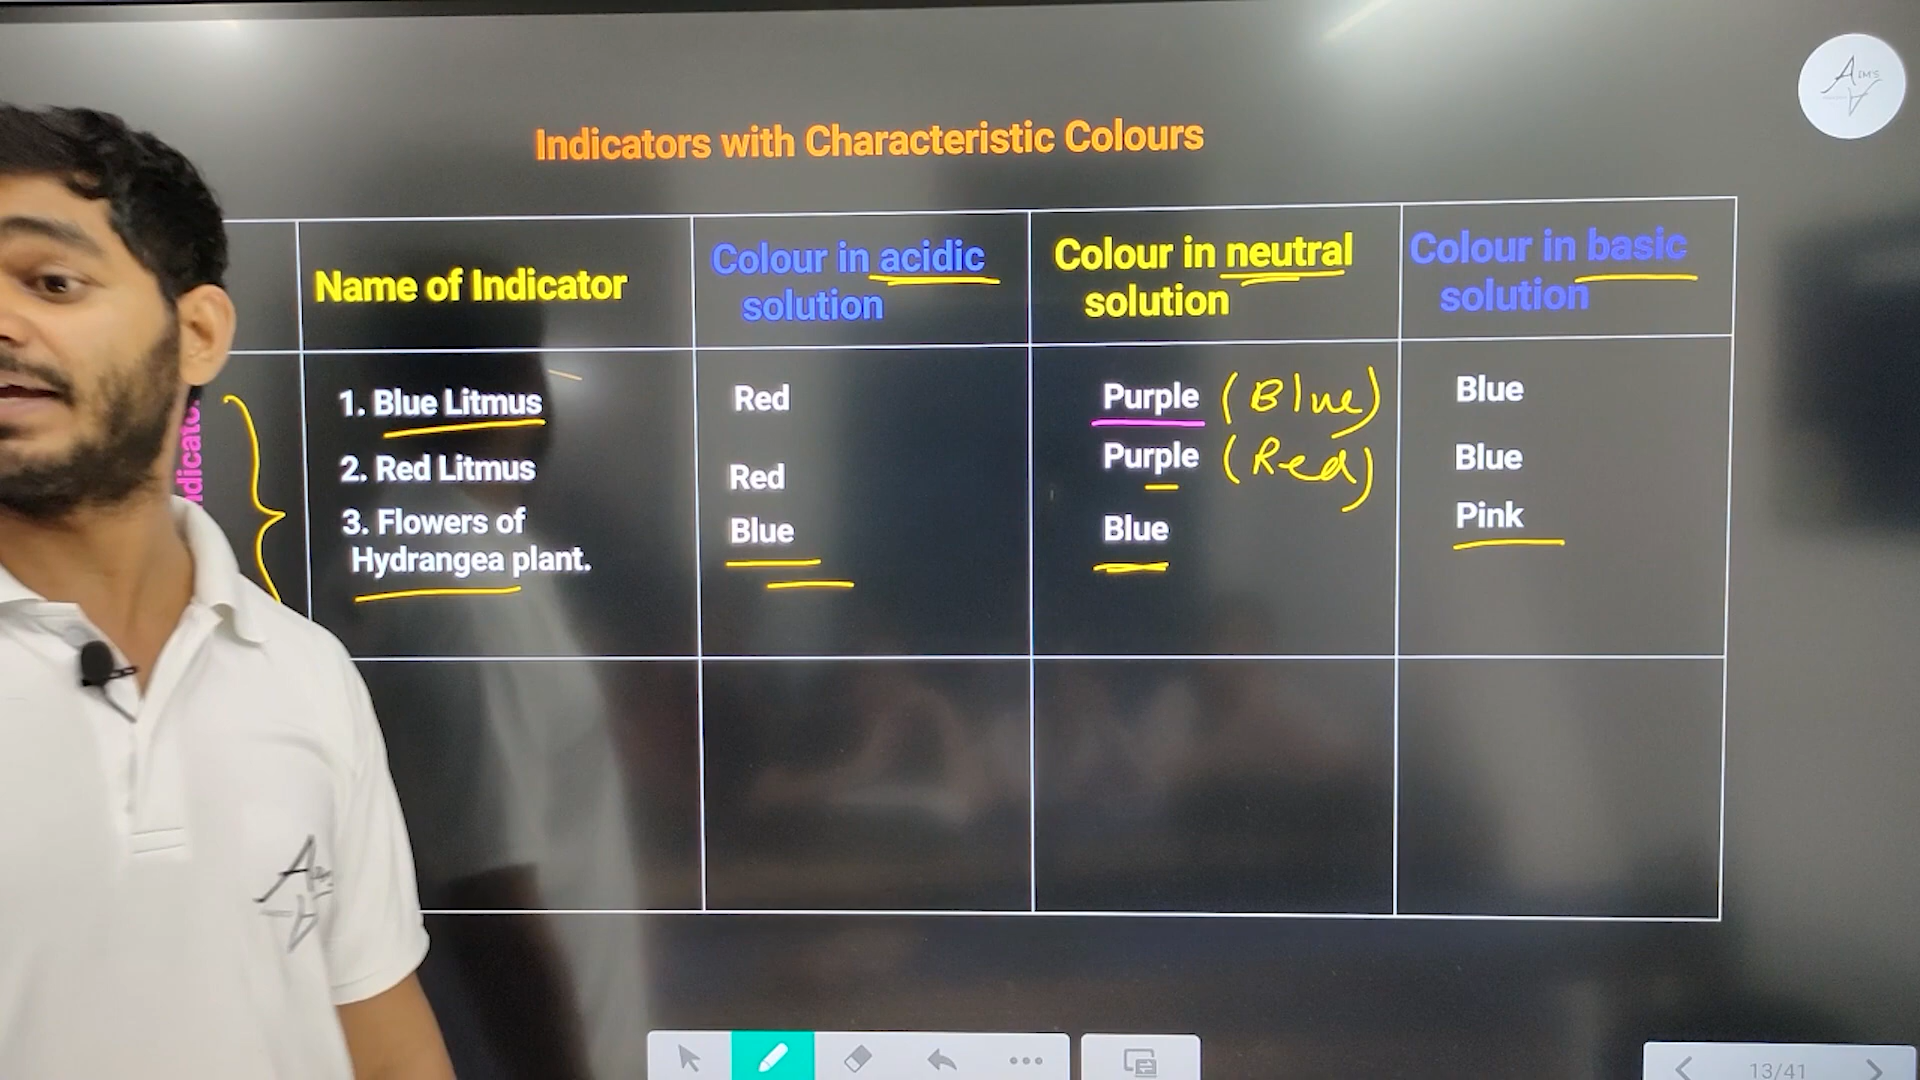 Indicators with Characteristic Colours
Name of Indicator
Colour in acidic
solution
Colour in neutral
solution
Colour in basic
solution
1. Blue Litmus
Red
Purple (Blue)
Blue
2. Red Litmus
Red
Purple (Red)
Blue
3. Flowers of
Hydrangea plant.
Blue
Blue
Pink
13/41